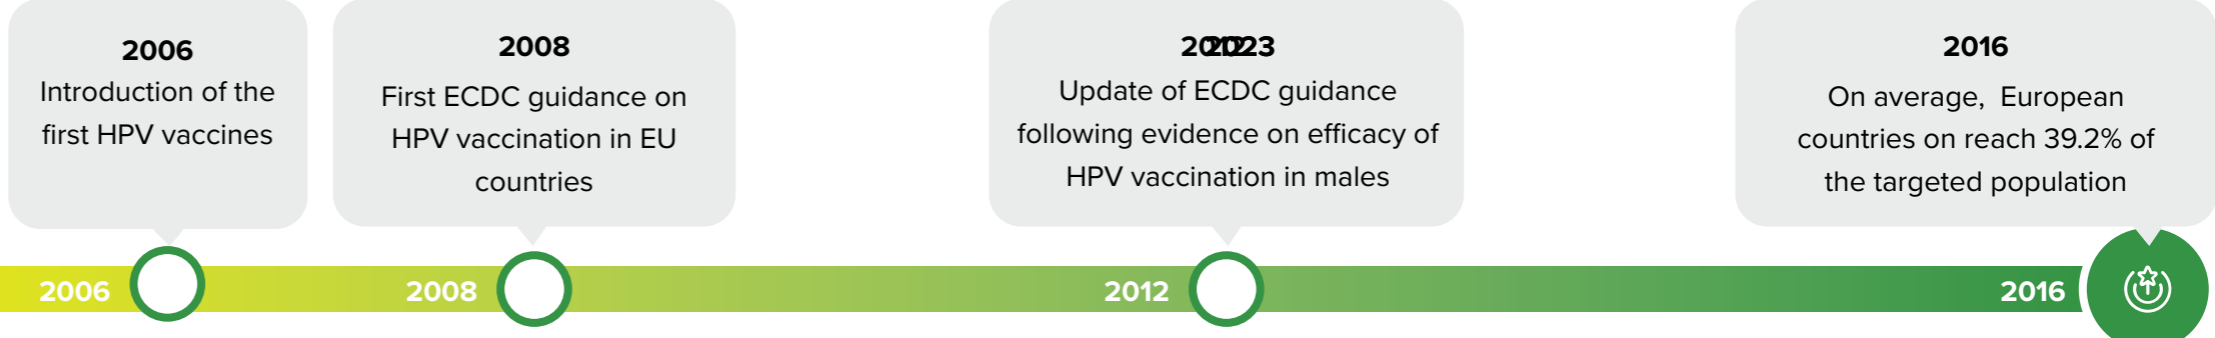 2006
Introduction of the
first HPV vaccines
2008
First ECDC guidance on
HPV vaccination in EU
countries
Update of ECDC guidance
following evidence on efficacy of
HPV vaccination in males
2016
On average,  European
countries on reach 39.2% of
the targeted population
2006
2008
2012
2016